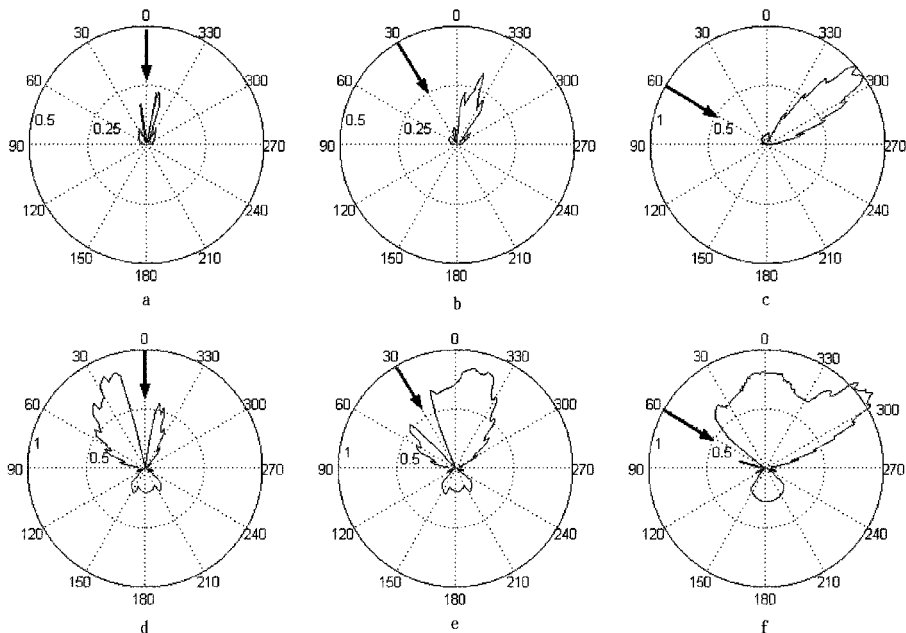 0 0 0
30 330 30 330 30 330
60 300 60 300 60 300
0.5 0.25 0.5 0.25 1 0.5
90 270 90 270 90 270
120 240 120 240 120 240
150 210 150 210 150 210
180 180 180
a b c
0 0 0
30 330 30 330 30 330
60 300 60 300 60 300
1 0.5 1 0.5 1 0.5
90 270 90 270 90 270
120 240 120 240 120 240
150 210 150 210 150 210
180 180 180
d e f